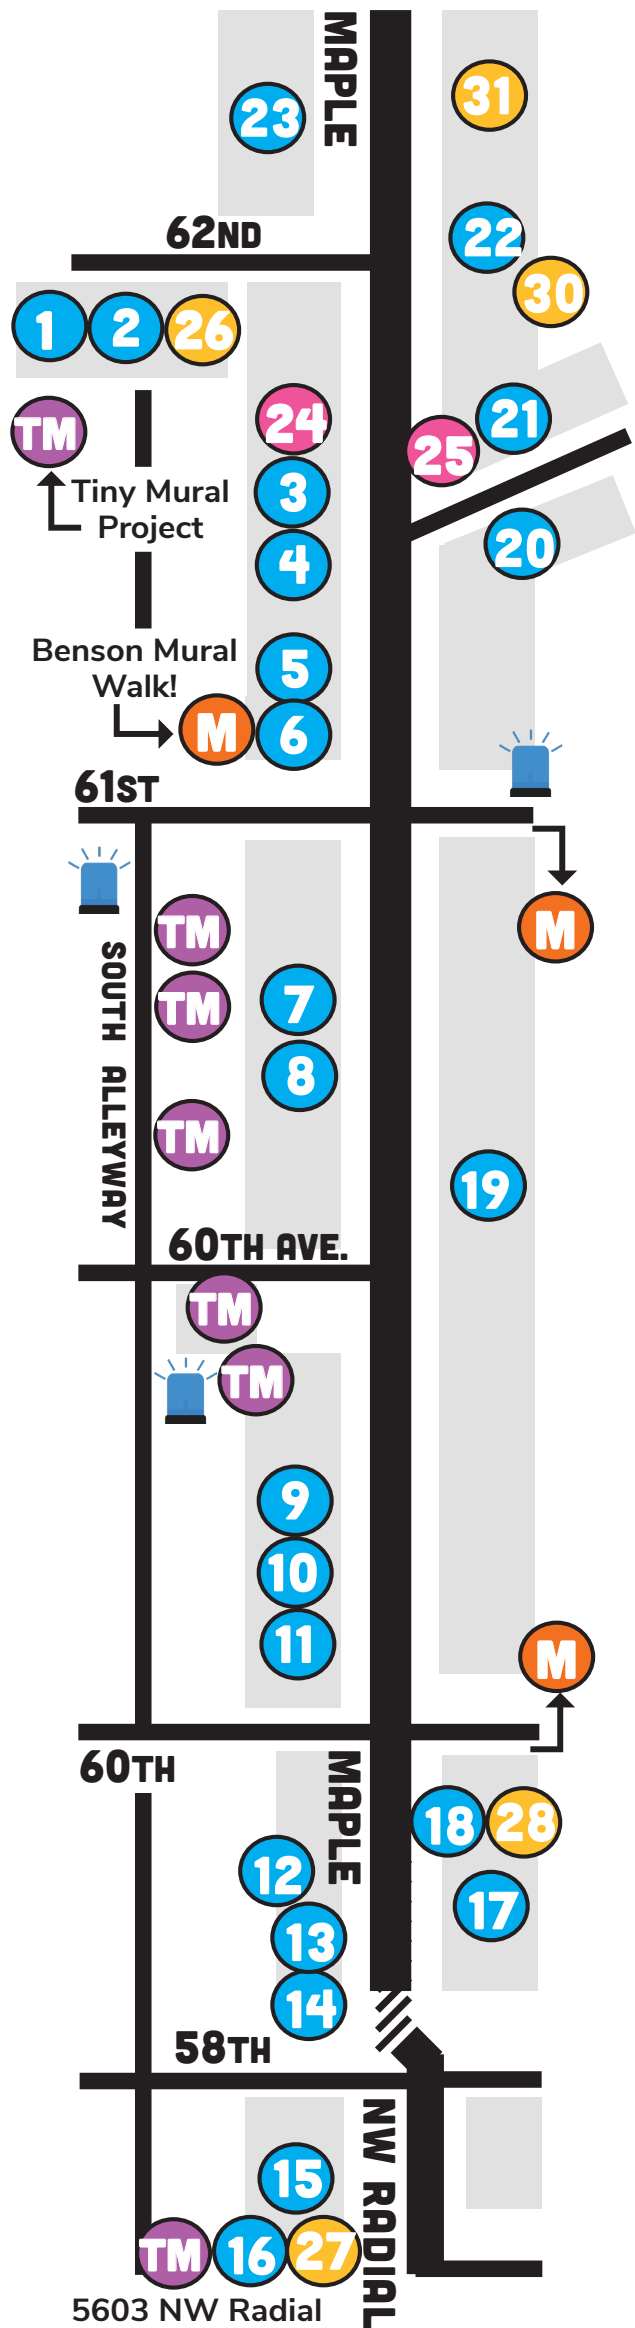 MAPLE
31
23
62ND
22
30
1
2
26
24
21
TM
25
Tiny Mural
Project
3
20
4
Benson Mural
Walk!
5
M
6
61ST
TM
M
SOUTH ALLEYWAY
TM
7
8
TM
19
60TH AVE.
TM
TM
9
10
11
M
60TH
MAPLE
18
28
12
17
13
14
58TH
NW RADIAL
15
TM
16
27
5603 NW Radial